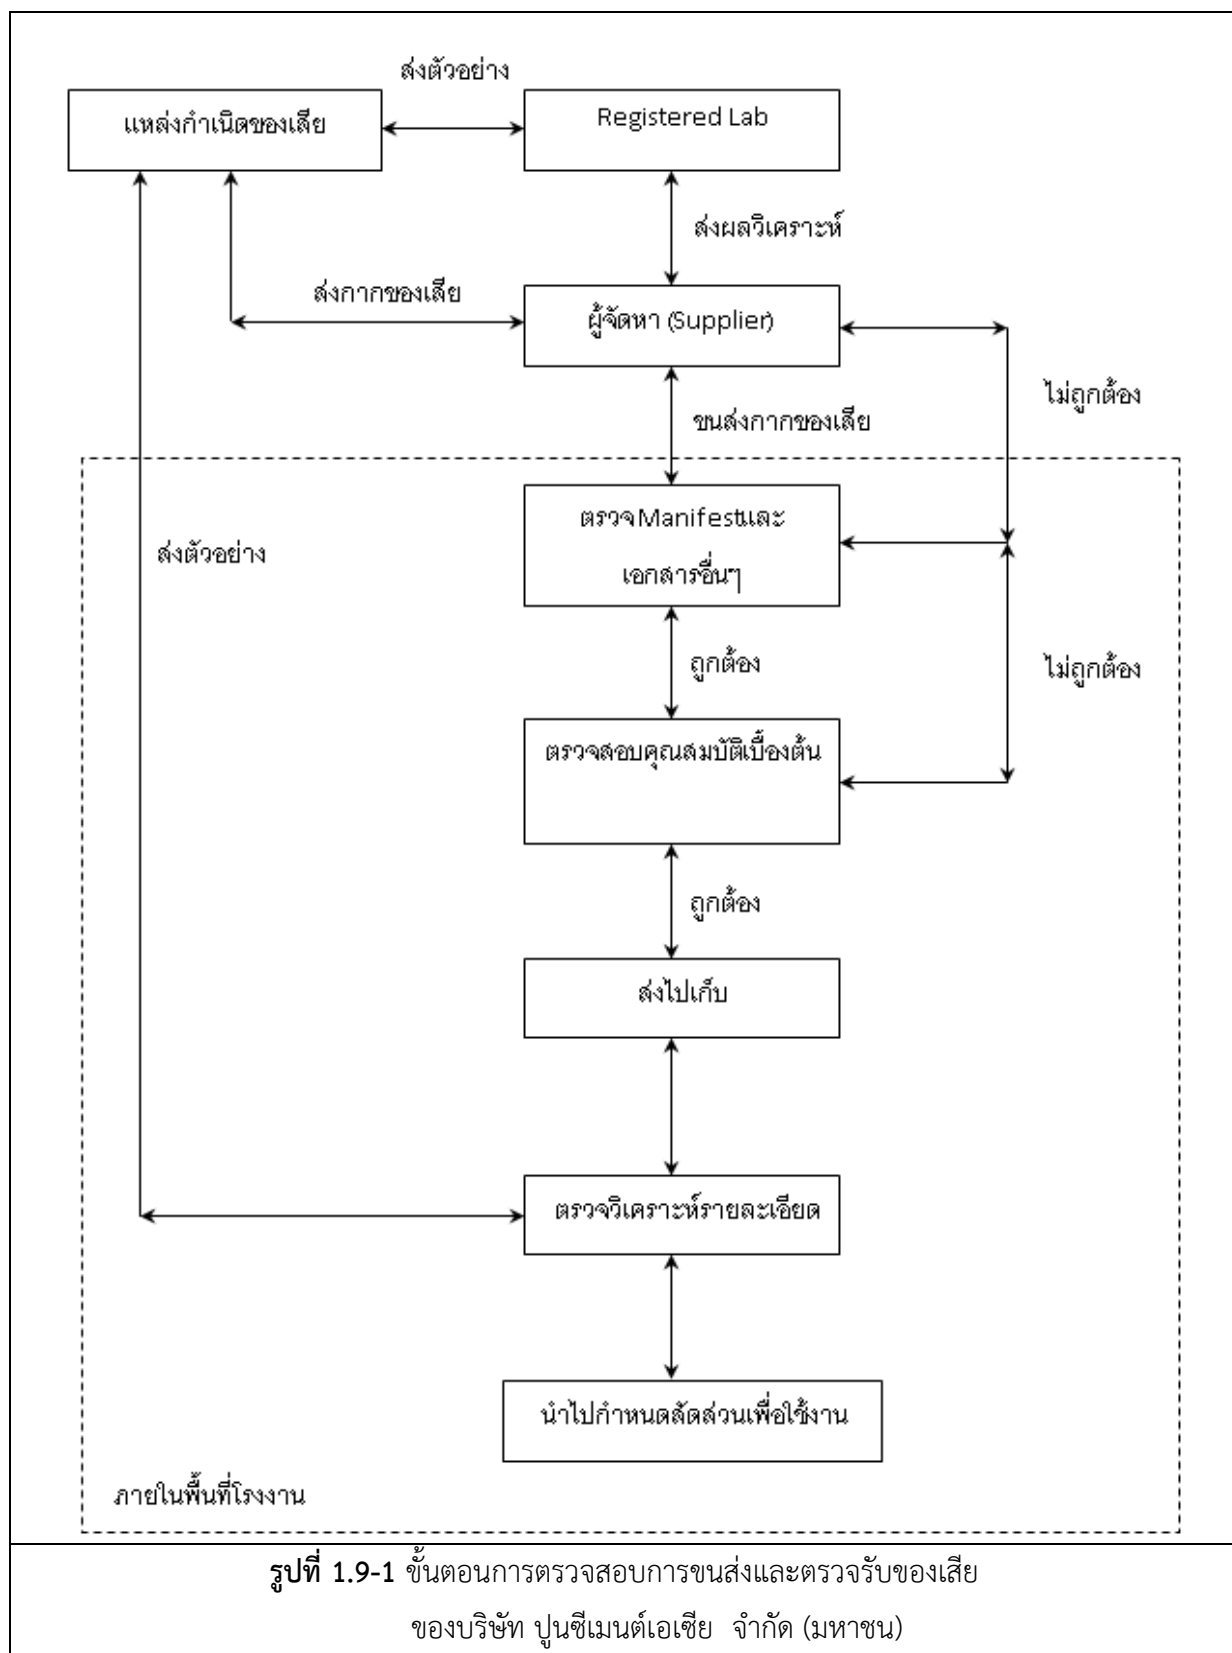 ส่งตัวอย่าง
แหล่งกำเนิดของเสีย
Registered Lab
ส่งผลวิเคราะห์
ส่งกากของเสีย
ผู้จัดหา (Supplier)
ไม่ถูกต้อง
ขนส่งกากของเสีย
ตรวจManifestและ
เอกสารอื่นๆ
ส่งตัวอย่าง
ถูกต้อง
ไม่ถูกต้อง
ตรวจสอบคุณสมบัติเบื้องต้น
ถูกต้อง
ส่งไปเก็บ
ตรวจวิเคราะห์รายละเอียด
นำไปกำหนดสัดส่วนเพื่อใช้งาน
ภายในพื้นที่โรงงาน
รูปที่ 1.9-1 ขั้นตอนการตรวจสอบการขนส่งและตรวจรับของเสีย
ของบริษัท ปูนซีเมนต์เอเซีย จำกัด (มหาชน)